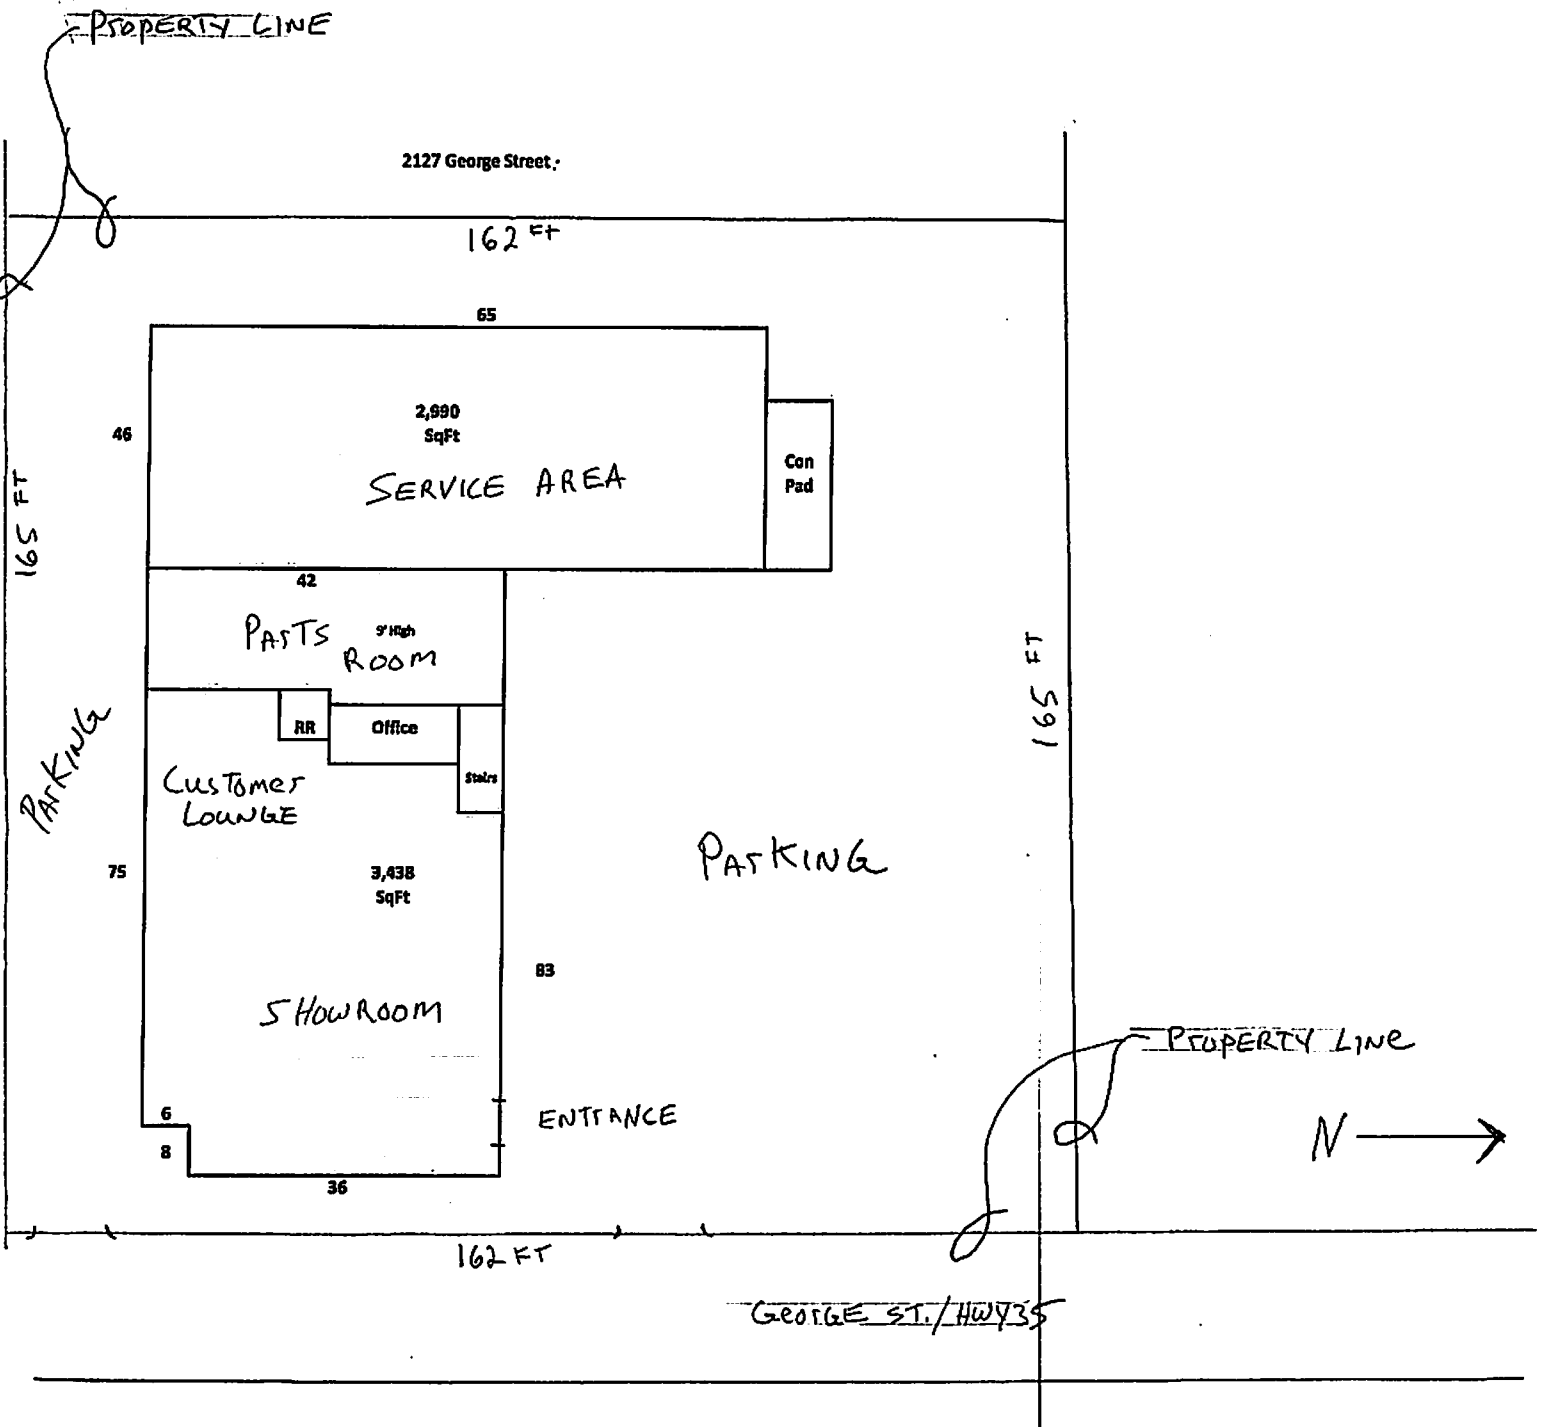 PrOPERTY LINE
2127 George Street
162 Ft
65
46
2,990
SqFt
SERVICE AREA
Con
Pad
165 FT
42
PArTS
9' High
ROOM
165 FT
RR
Office
Stairs
CusTomer
LOUNGE
PArKING
75
3,438
SqFt
PArKING
83
SHOWROOM
PrOPERTY LINe
6
ENTrANCE
N
8
36
162 FT
GeOrGE ST./HWY35